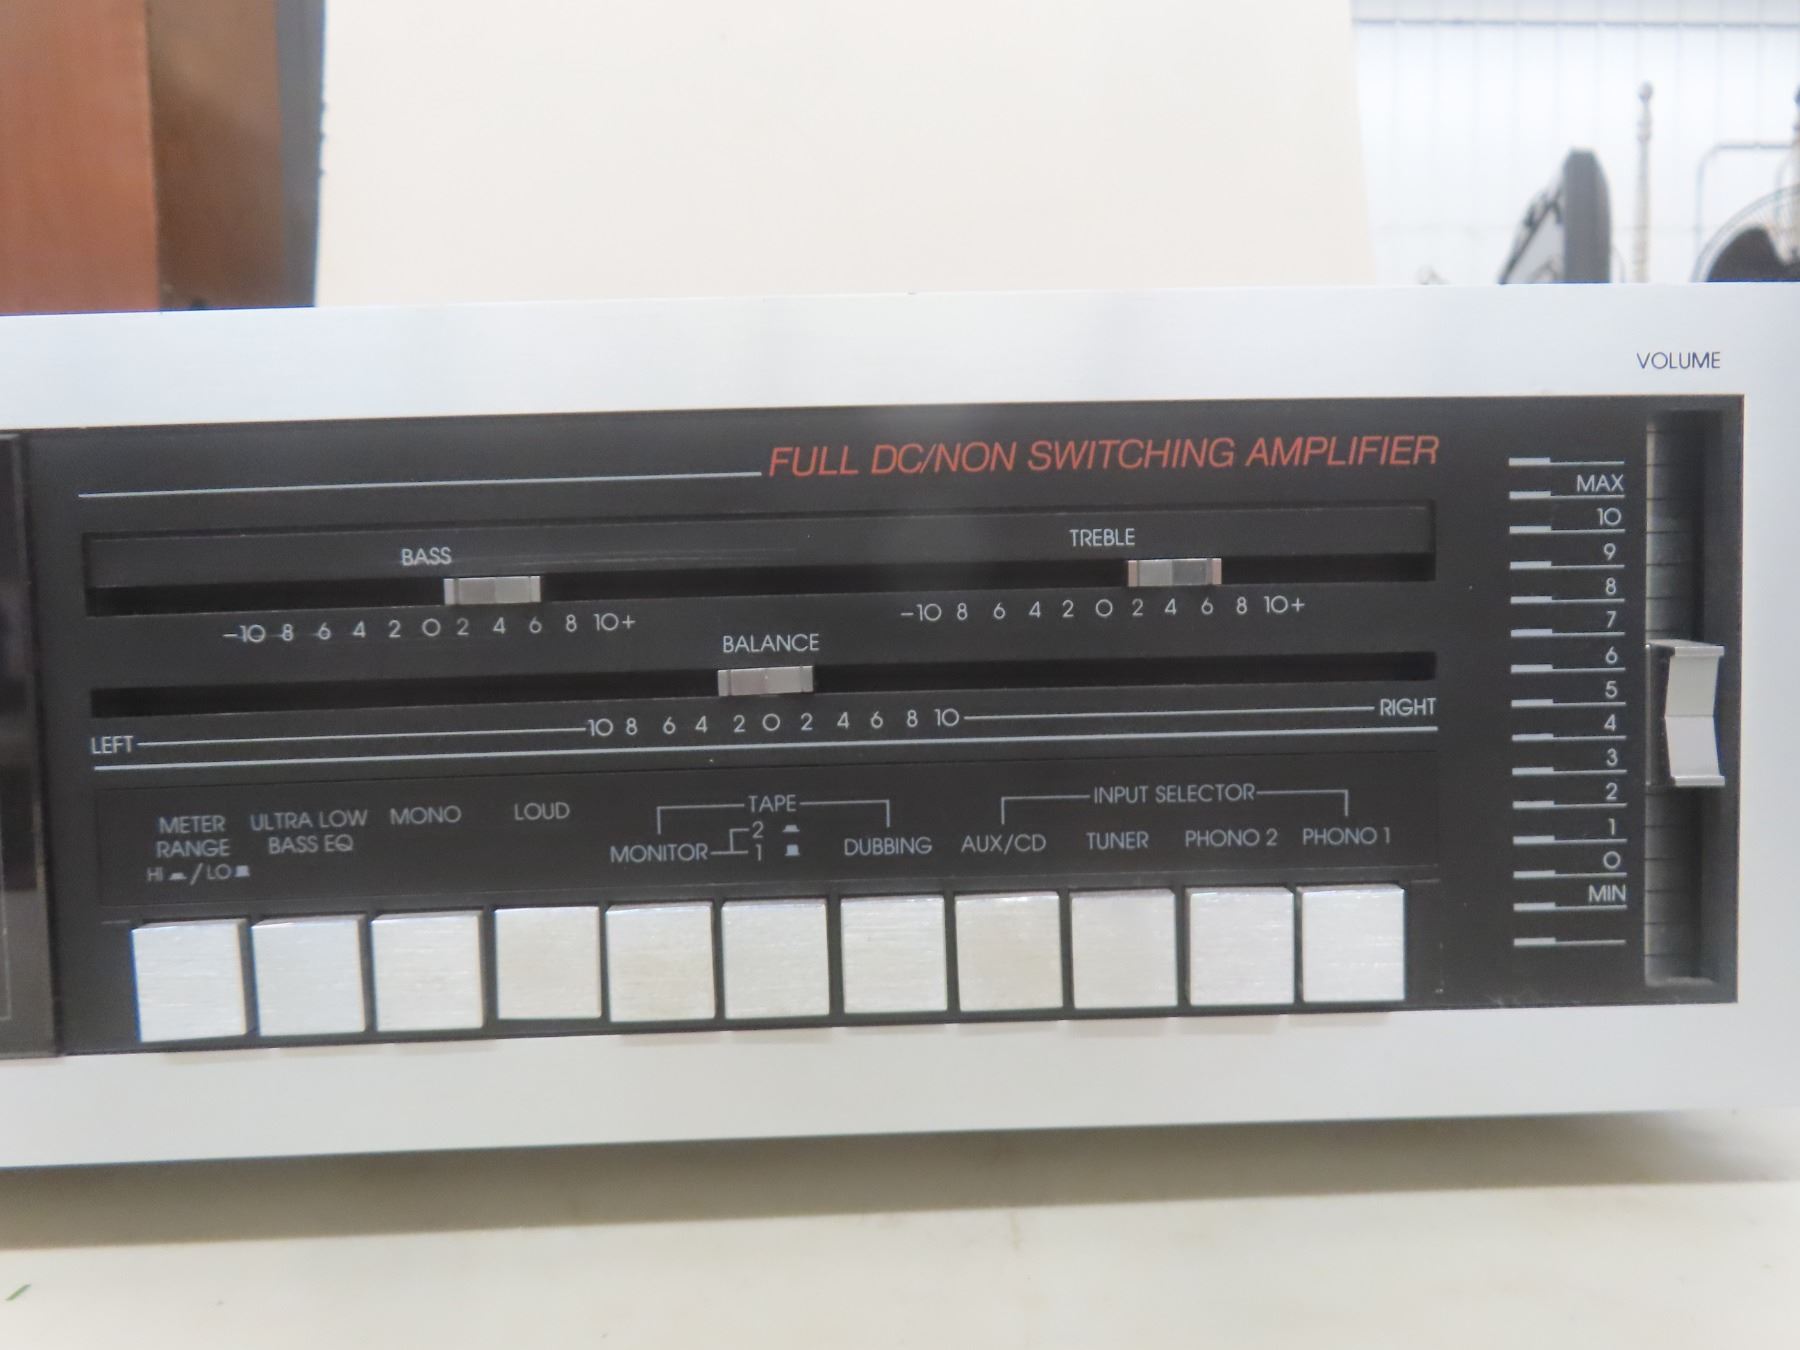 VOLUME
FULL DC/NON SWITCHING AMPLIFIER
BASS
TREBLE
-10 8 6 4 2 0 2 4 6 8 10+
-10 8 6 4 2 0 2 4 6 8 10+
BALANCE
LEFT 10 8 6 4 2 0 2 4 6 8 10 RIGHT
METER RANGE
HI / LO
ULTRA LOW
BASS EQ
MONO
LOUD
TAPE
MONITOR 2
1
DUBBING
INPUT SELECTOR
AUX/CD TUNER PHONO 2 PHONO 1
MAX
10
9
8
7
6
5
4
3
2
1
0
MIN